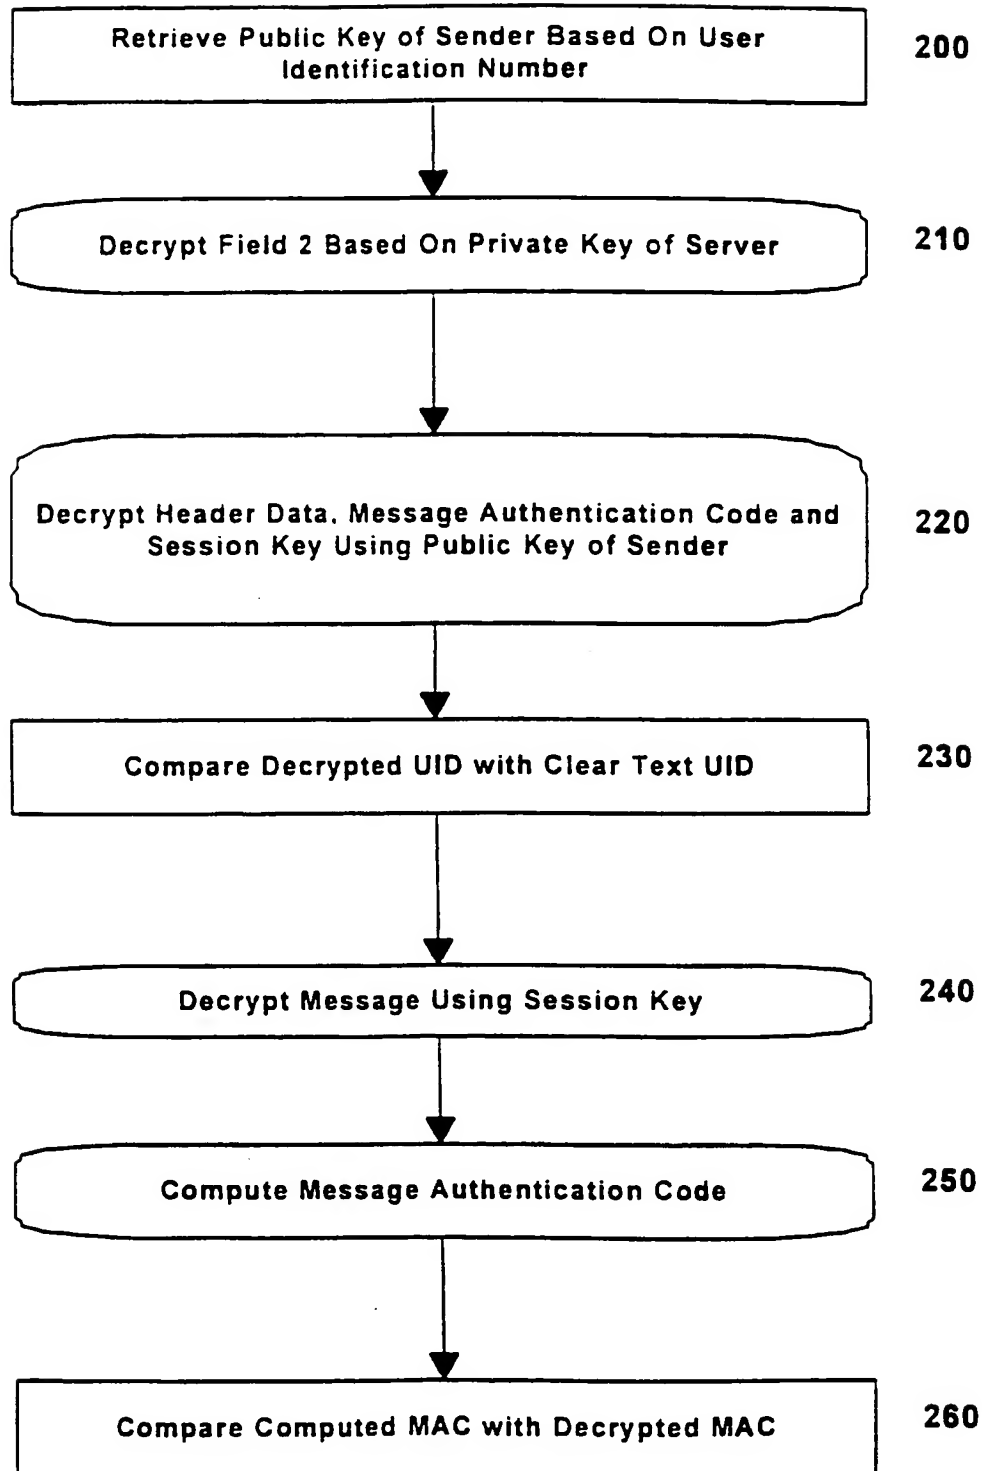 Retrieve Public Key of Sender Based On User
Identification Number
200
Decrypt Field 2 Based On Private Key of Server
210
Decrypt Header Data, Message Authentication Code and
Session Key Using Public Key of Sender
220
Compare Decrypted UID with Clear Text UID
230
Decrypt Message Using Session Key
240
Compute Message Authentication Code
250
Compare Computed MAC with Decrypted MAC
260